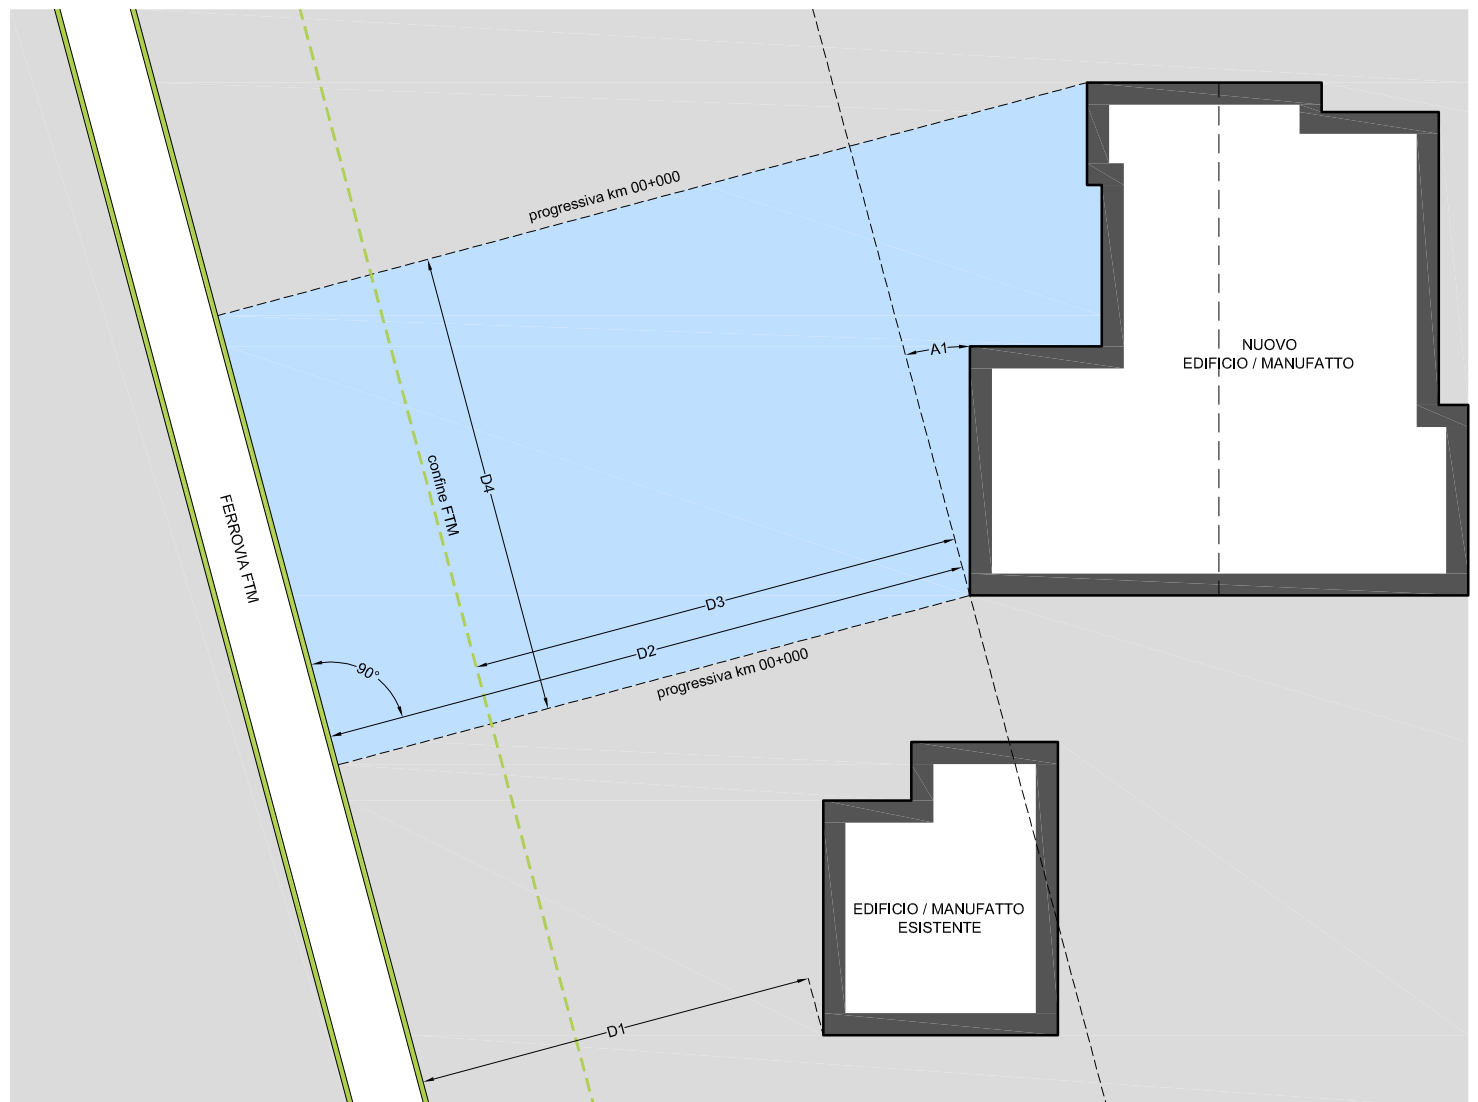 progressiva km 00+000
A1
NUOVO
EDIFICIO / MANUFATTO
confine FTM
D4
FERROVIA FTM
D3
D2
90°
progressiva km 00+000
EDIFICIO / MANUFATTO
ESISTENTE
D1